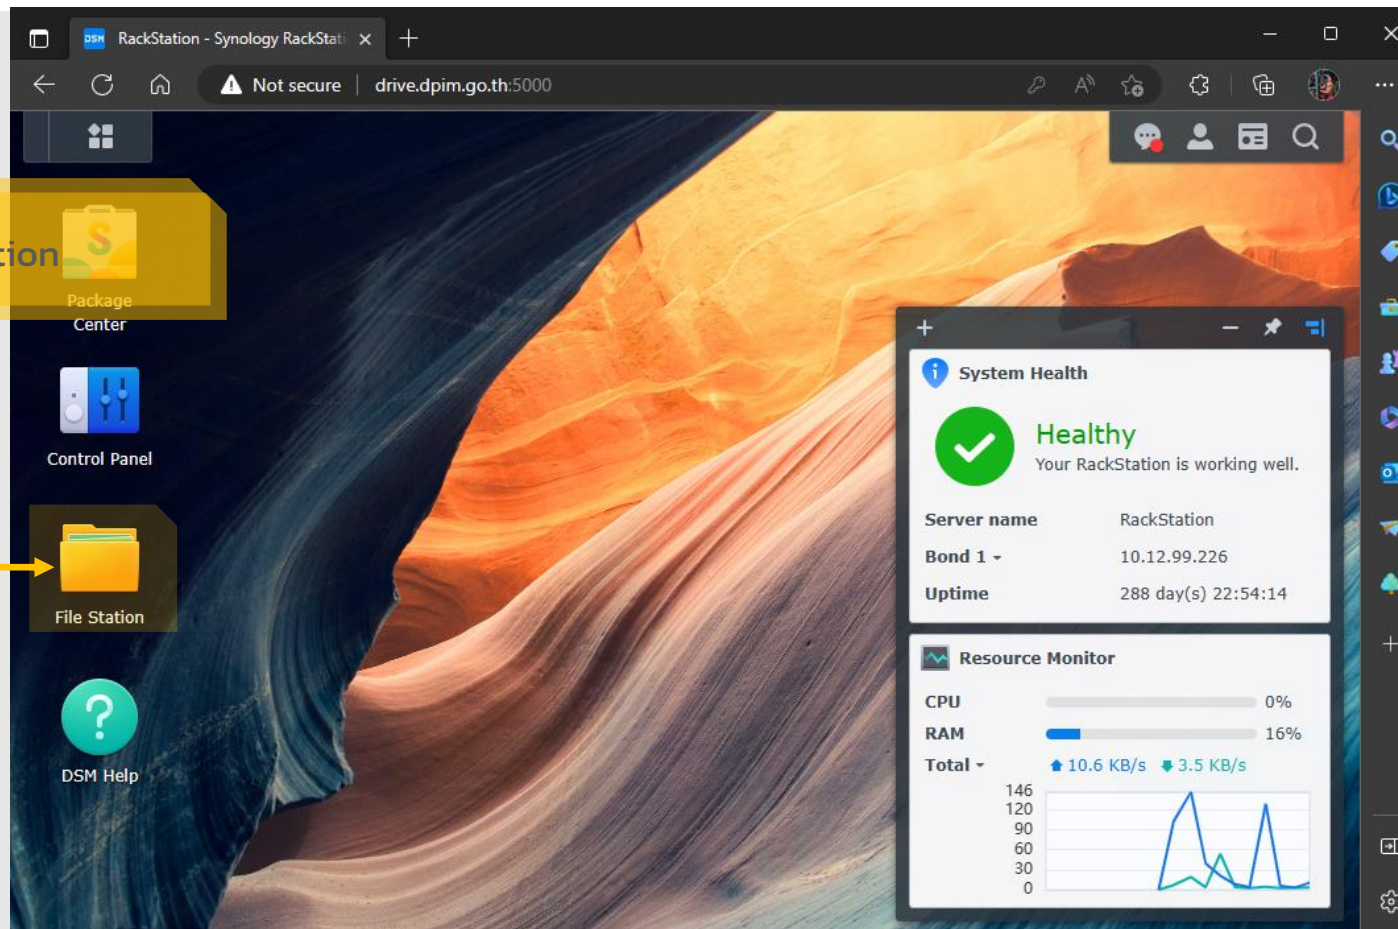 RackStation - Synology RackStati
Not secure | drive.dpim.go.th:5000
tion
Package
Center
Control Panel
File Station
DSM Help
System Health
Healthy
Your RackStation is working well.
Server name RackStation
Bond 1 10.12.99.226
Uptime 288 day(s) 22:54:14
Resource Monitor
CPU 0%
RAM 16%
Total 10.6 KB/s 3.5 KB/s
146
120
90
60
30
0